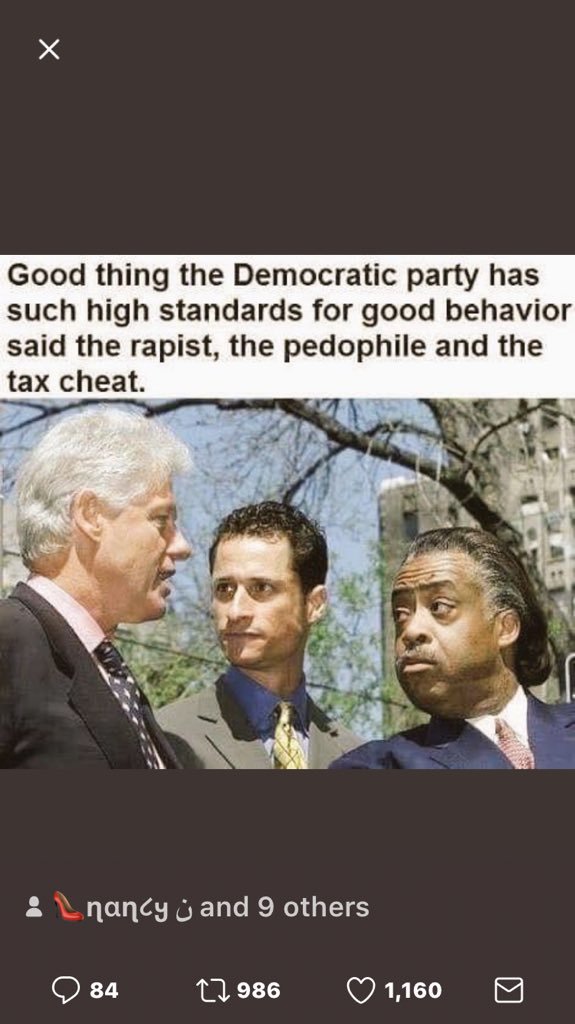 Good thing the Democratic party has
such high standards for good behavior
said the rapist, the pedophile and the
tax cheat.
👠ηαηረყ ن and 9 others
84 986 1,160